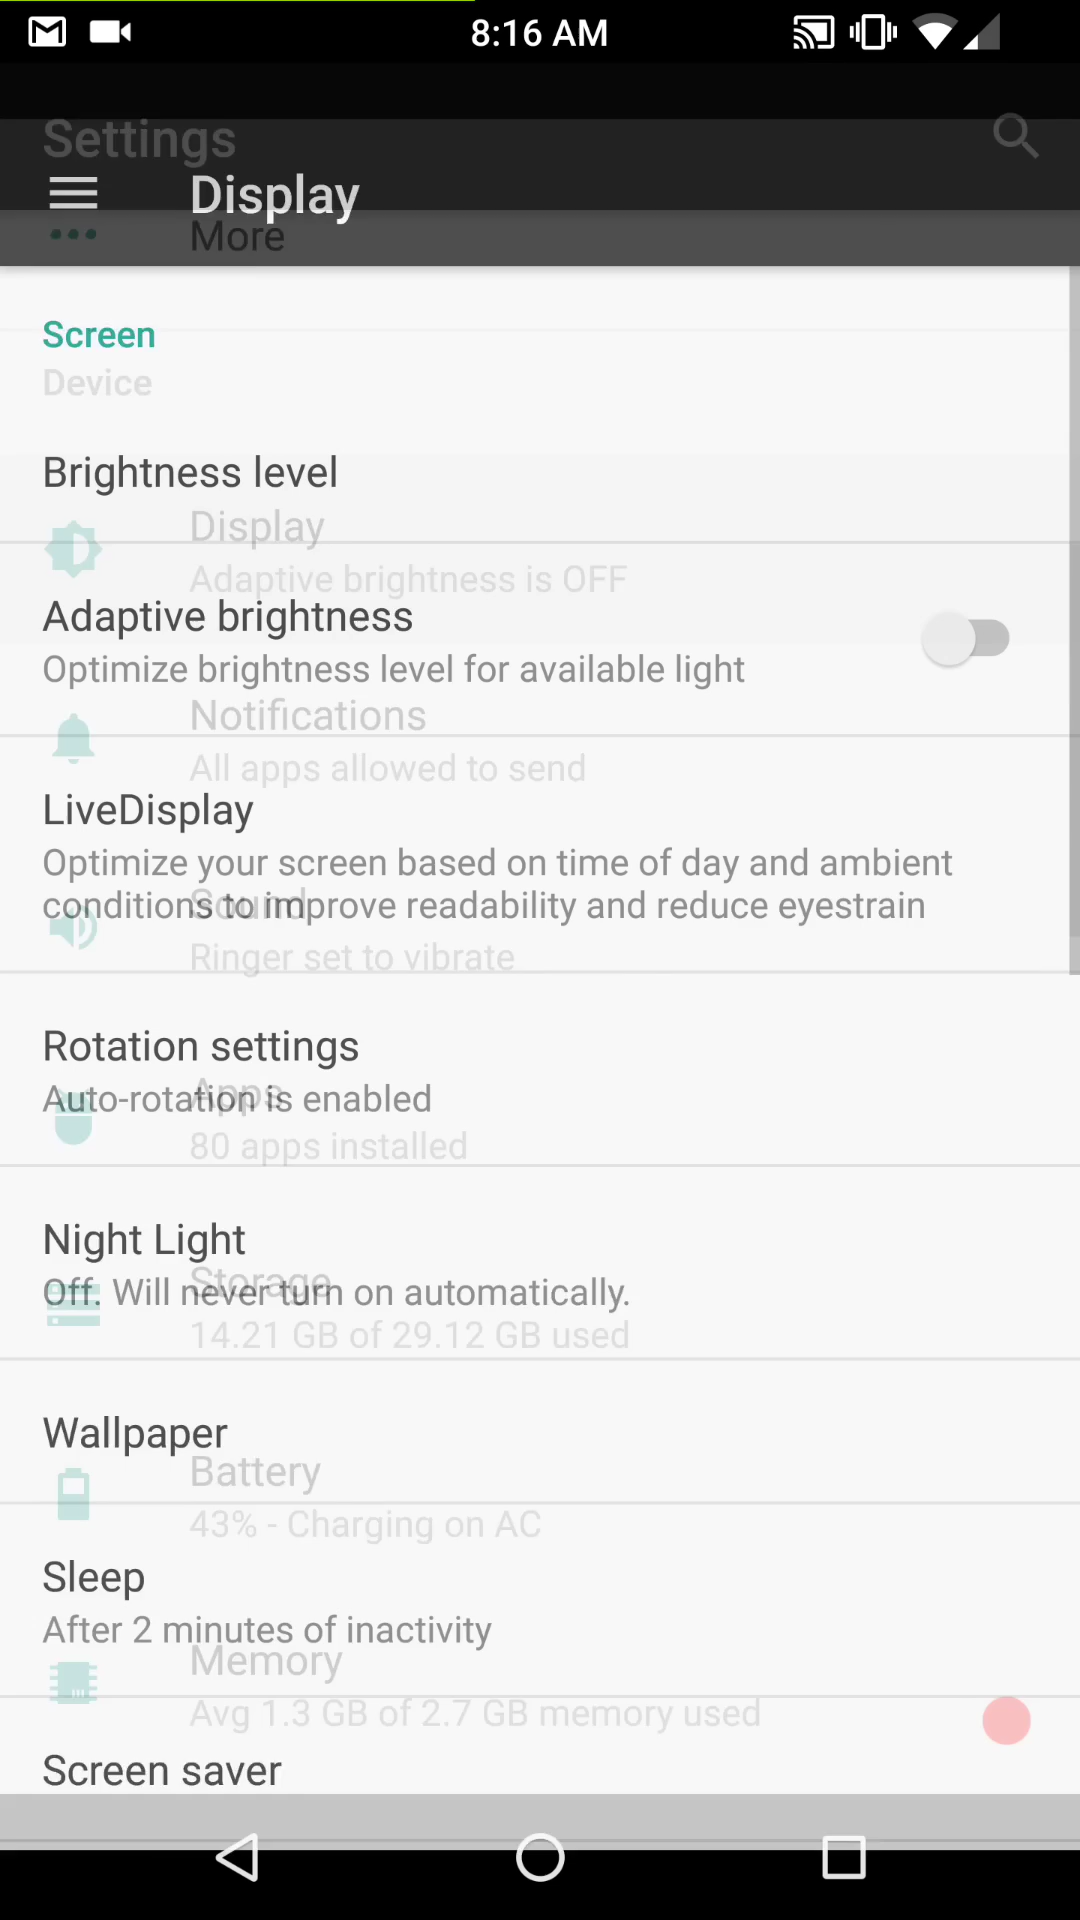 8:16 AM
Settings
Display
More
Screen
Device
Brightness level
Display
Adaptive brightness is OFF
Adaptive brightness
Optimize brightness level for available light
Notifications
All apps allowed to send
LiveDisplay
Optimize your screen based on time of day and ambient
conditions to improve readability and reduce eyestrain
Sound
Ringer set to vibrate
Rotation settings
Apps
Auto-rotation is enabled
80 apps installed
Night Light
Storage
Off. Will never turn on automatically.
14.21 GB of 29.12 GB used
Wallpaper
Battery
43% - Charging on AC
Sleep
After 2 minutes of inactivity
Memory
Avg 1.3 GB of 2.7 GB memory used
Screen saver